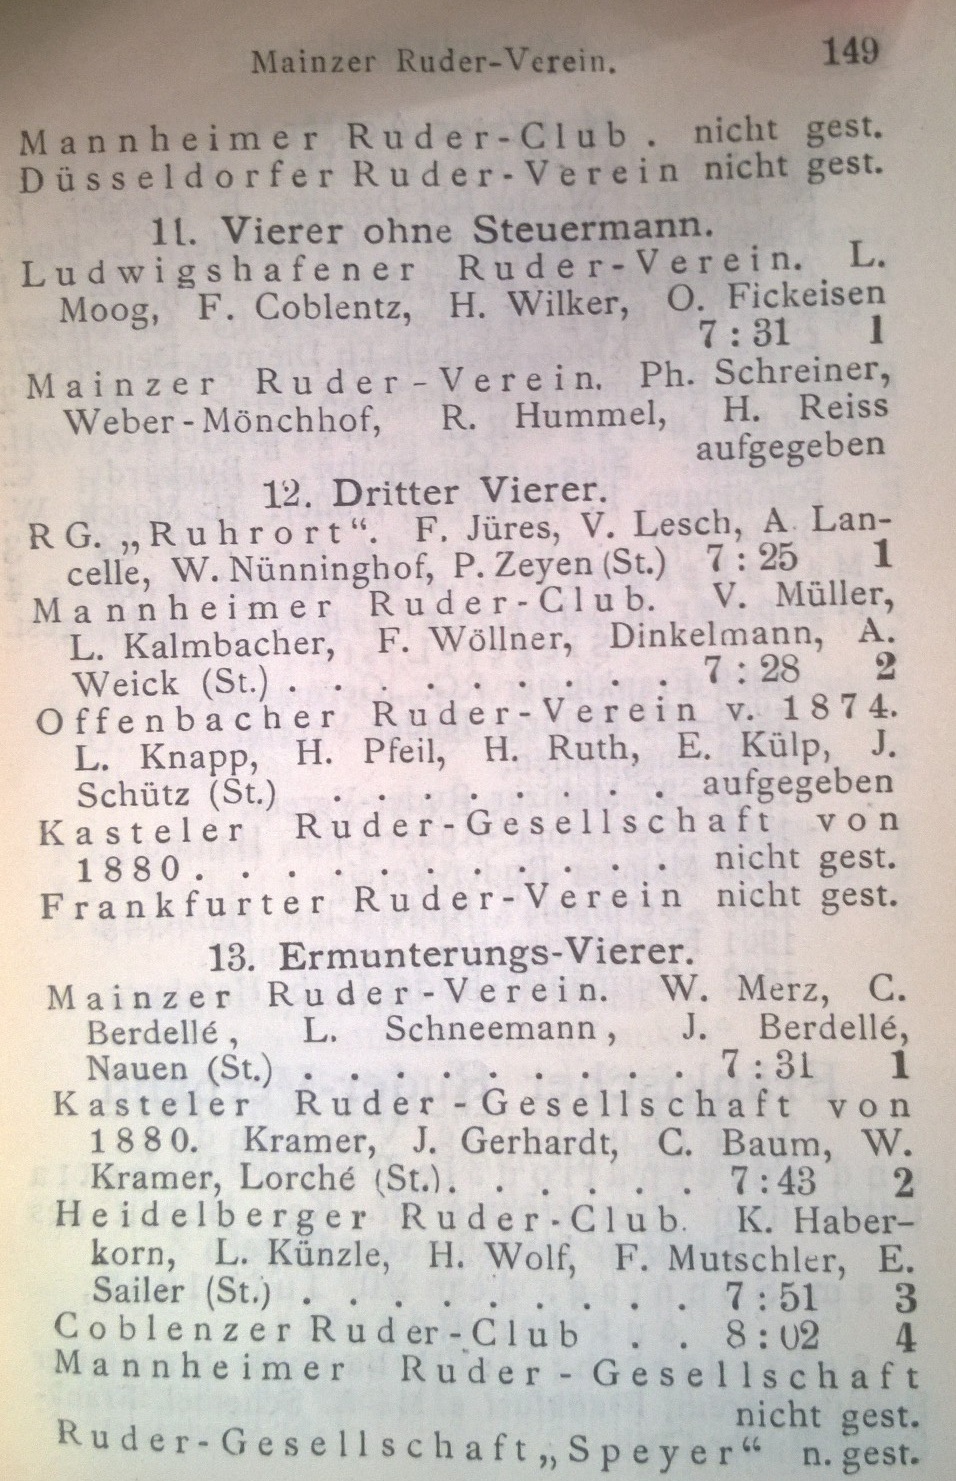 Mainzer Ruder-Verein. 149
Mannheimer Ruder-Club . nicht gest.
Düsseldorfer Ruder-Verein nicht gest.
11. Vierer ohne Steuermann.
Ludwigshafener Ruder-Verein. L.
Moog, F. Coblentz, H. Wilker, O. Fickeisen
7:31 1
Mainzer Ruder-Verein. Ph. Schreiner,
Weber-Mönchhof, R. Hummel, H. Reiss
aufgegeben
12. Dritter Vierer.
RG. „Ruhrort“. F. Jüres, V. Lesch, A. Lan-
celle, W. Nünninghof, P. Zeyen (St.) 7:25 1
Mannheimer Ruder-Club. V. Müller,
L. Kalmbacher, F. Wöllner, Dinkelmann, A.
Weick (St.) . . . . . . . . . 7:28 2
Offenbacher Ruder-Verein v. 1874.
L. Knapp, H. Pfeil, H. Ruth, E. Külp, J.
Schütz (St.) . . . . . . . . aufgegeben
Kasteler Ruder-Gesellschaft von
1880 . . . . . . . . . . . nicht gest.
Frankfurter Ruder-Verein nicht gest.
13. Ermunterungs-Vierer.
Mainzer Ruder-Verein. W. Merz, C.
Berdellé, L. Schneemann, J. Berdellé,
Nauen (St.) . . . . . . . . . 7:31 1
Kasteler Ruder-Gesellschaft von
1880. Kramer, J. Gerhardt, C. Baum, W.
Kramer, Lorché (St.) . . . . . . 7:43 2
Heidelberger Ruder-Club. K. Haber-
korn, L. Künzle, H. Wolf, F. Mutschler, E.
Sailer (St.) . . . . . . . . . 7:51 3
Coblenzer Ruder-Club . . 8:02 4
Mannheimer Ruder-Gesellschaft
nicht gest.
Ruder-Gesellschaft „Speyer“ n. gest.